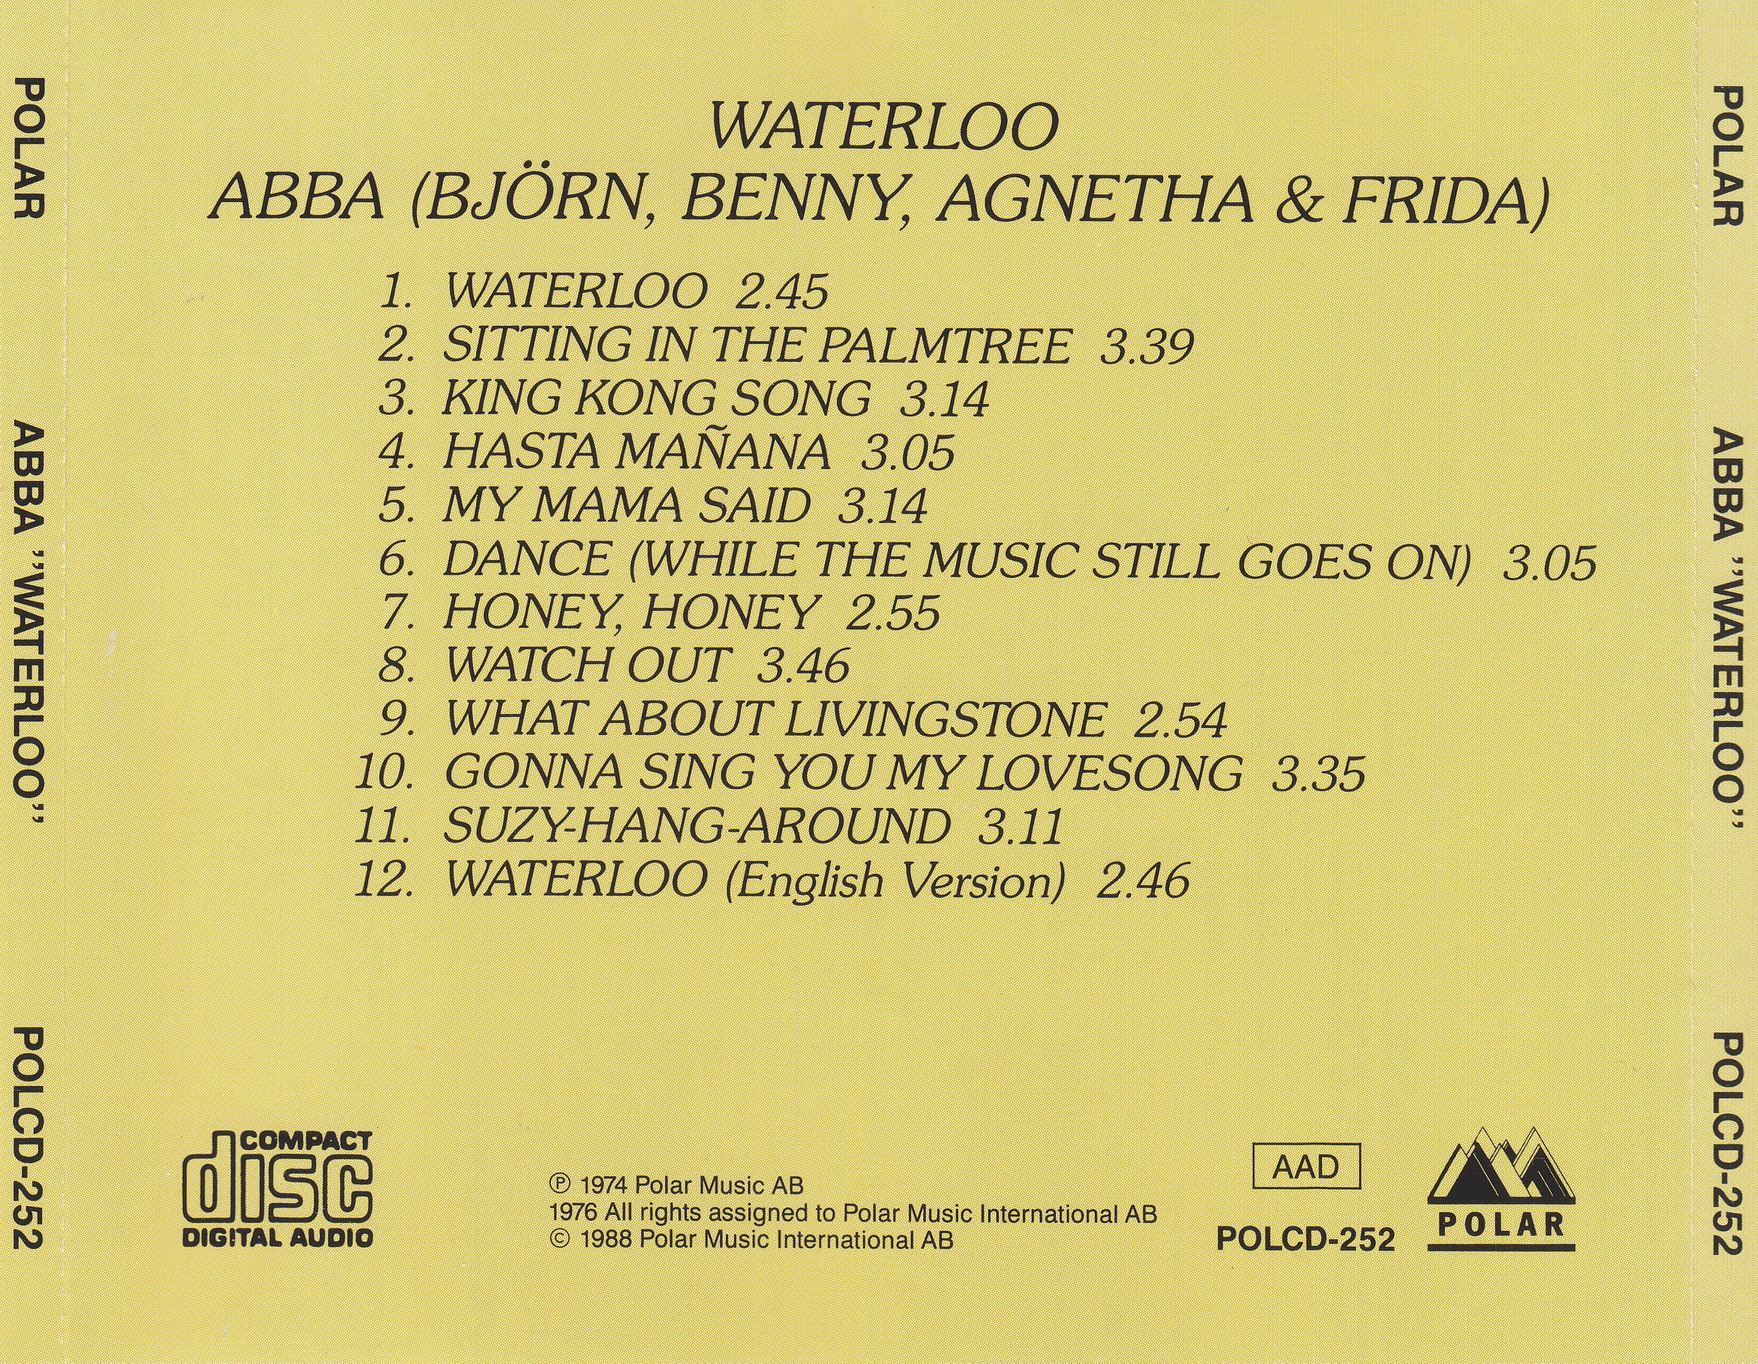 WATERLOO
ABBA (BJÖRN, BENNY, AGNETHA & FRIDA)
1. WATERLOO 2.45
2. SITTING IN THE PALMTREE 3.39
3. KING KONG SONG 3.14
4. HASTA MAÑANA 3.05
5. MY MAMA SAID 3.14
6. DANCE (WHILE THE MUSIC STILL GOES ON) 3.05
7. HONEY, HONEY 2.55
8. WATCH OUT 3.46
9. WHAT ABOUT LIVINGSTONE 2.54
10. GONNA SING YOU MY LOVESONG 3.35
11. SUZY-HANG-AROUND 3.11
12. WATERLOO (English Version) 2.46
COMPACT
disc
DIGITAL AUDIO
℗ 1974 Polar Music AB
1976 All rights assigned to Polar Music International AB
© 1988 Polar Music International AB
AAD
POLCD-252
POLAR
POLAR ABBA ”WATERLOO” POLCD-252
POLAR ABBA ”WATERLOO” POLCD-252